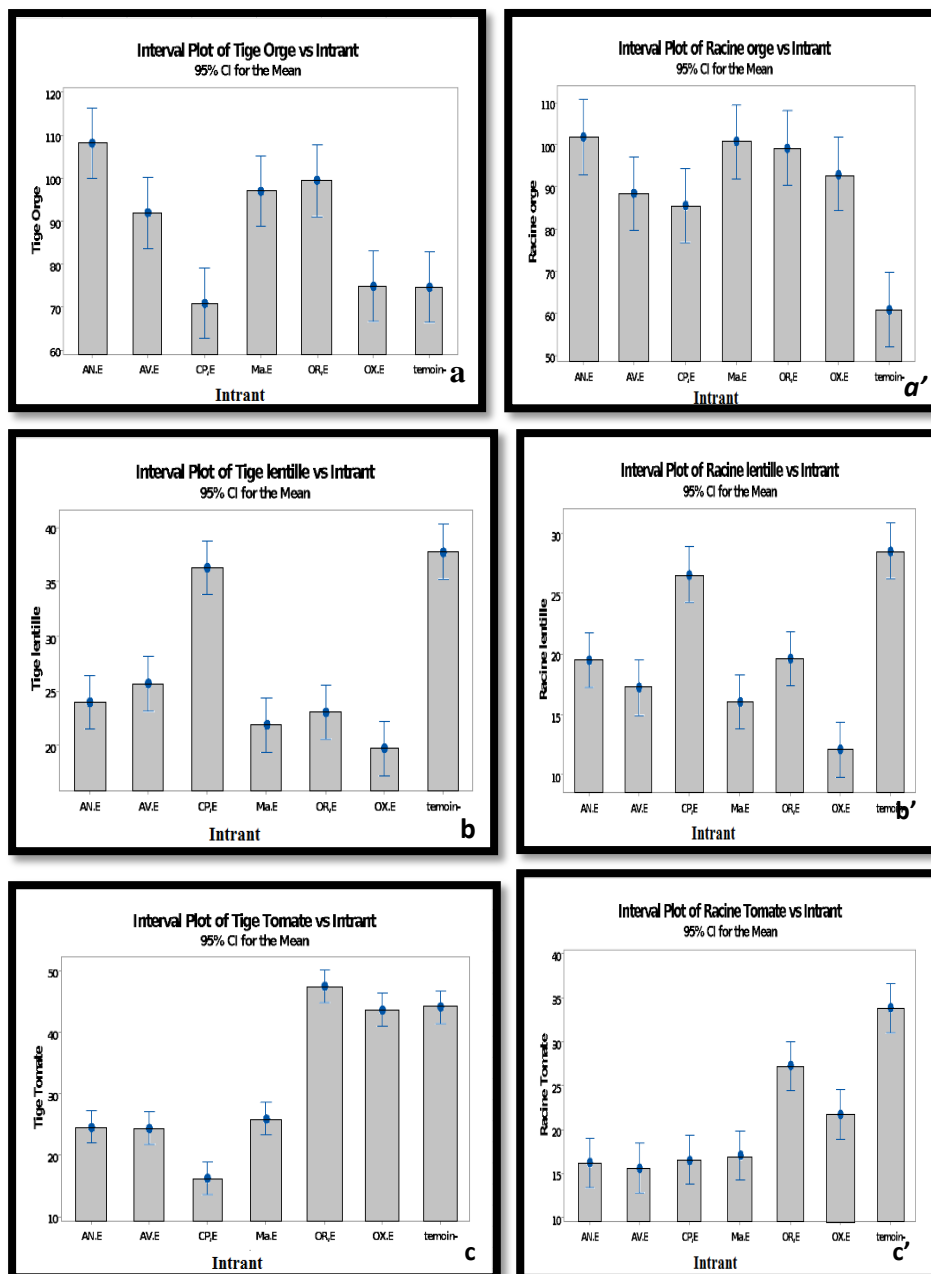 Interval Plot of Tige Orge vs Intrant
95% CI for the Mean
Tige Orge
120
110
100
90
80
70
60
AN.E AV.E CP,E Ma.E OR,E OX.E temoin-
Intrant
a
Interval Plot of Racine orge vs Intrant
95% CI for the Mean
Racine orge
110
100
90
80
70
60
50
AN.E AV.E CP,E Ma.E OR,E OX.E temoin-
Intrant
a'
Interval Plot of Tige lentille vs Intrant
95% CI for the Mean
Tige lentille
40
35
30
25
20
AN.E AV.E CP,E Ma.E OR,E OX.E temoin-
Intrant
b
Interval Plot of Racine lentille vs Intrant
95% CI for the Mean
Racine lentille
30
25
20
15
10
AN.E AV.E CP,E Ma.E OR,E OX.E temoin-
Intrant
b'
Interval Plot of Tige Tomate vs Intrant
95% CI for the Mean
Tige Tomate
50
40
30
20
10
AN.E AV.E CP,E Ma.E OR,E OX.E temoin-
Intrant
c
Interval Plot of Racine Tomate vs Intrant
95% CI for the Mean
Racine Tomate
40
35
30
25
20
15
10
AN.E AV.E CP,E Ma.E OR,E OX.E temoin-
Intrant
c'